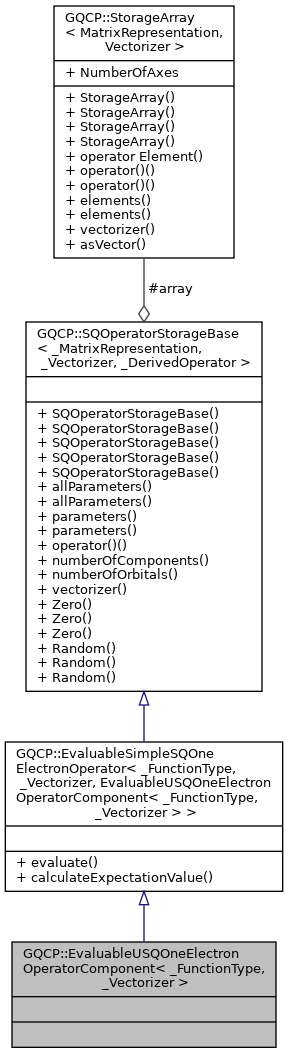 GQCP::StorageArray
< MatrixRepresentation,
Vectorizer >
+ NumberOfAxes
+ StorageArray()
+ StorageArray()
+ StorageArray()
+ StorageArray()
+ operator Element()
+ operator()()
+ operator()()
+ elements()
+ elements()
+ vectorizer()
+ asVector()
#array
GQCP::SQOperatorStorageBase
< _MatrixRepresentation,
_Vectorizer, _DerivedOperator >
+ SQOperatorStorageBase()
+ SQOperatorStorageBase()
+ SQOperatorStorageBase()
+ SQOperatorStorageBase()
+ SQOperatorStorageBase()
+ allParameters()
+ allParameters()
+ parameters()
+ parameters()
+ operator()()
+ numberOfComponents()
+ numberOfOrbitals()
+ vectorizer()
+ Zero()
+ Zero()
+ Zero()
+ Random()
+ Random()
+ Random()
GQCP::EvaluableSimpleSQOne
ElectronOperator< _FunctionType,
_Vectorizer, EvaluableUSQOneElectron
OperatorComponent< _FunctionType,
_Vectorizer > >
+ evaluate()
+ calculateExpectationValue()
GQCP::EvaluableUSQOneElectron
OperatorComponent< _FunctionType,
_Vectorizer >